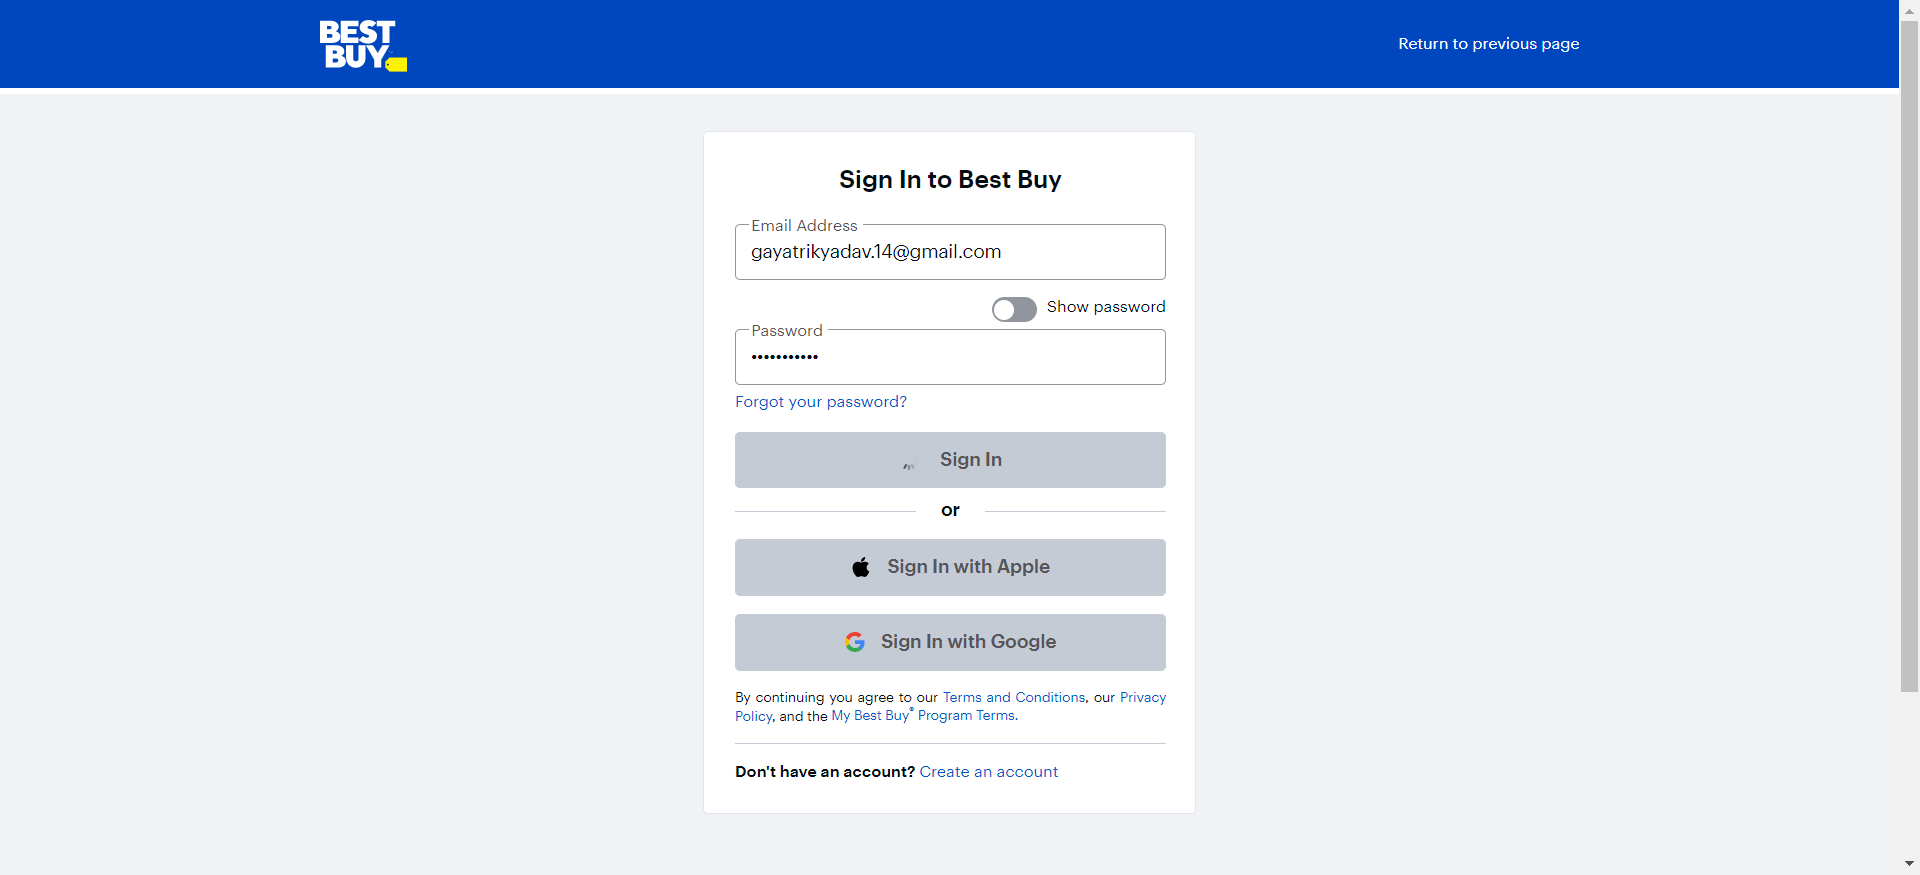 BEST
BUY
Return to previous page
Sign In to Best Buy
Email Address
gayatrikyadav.14@gmail.com
Show password
Password
•••••••••••
Forgot your password?
Sign In
or
Sign In with Apple
Sign In with Google
By continuing you agree to our Terms and Conditions, our Privacy
Policy, and the My Best Buy® Program Terms.
Don't have an account? Create an account